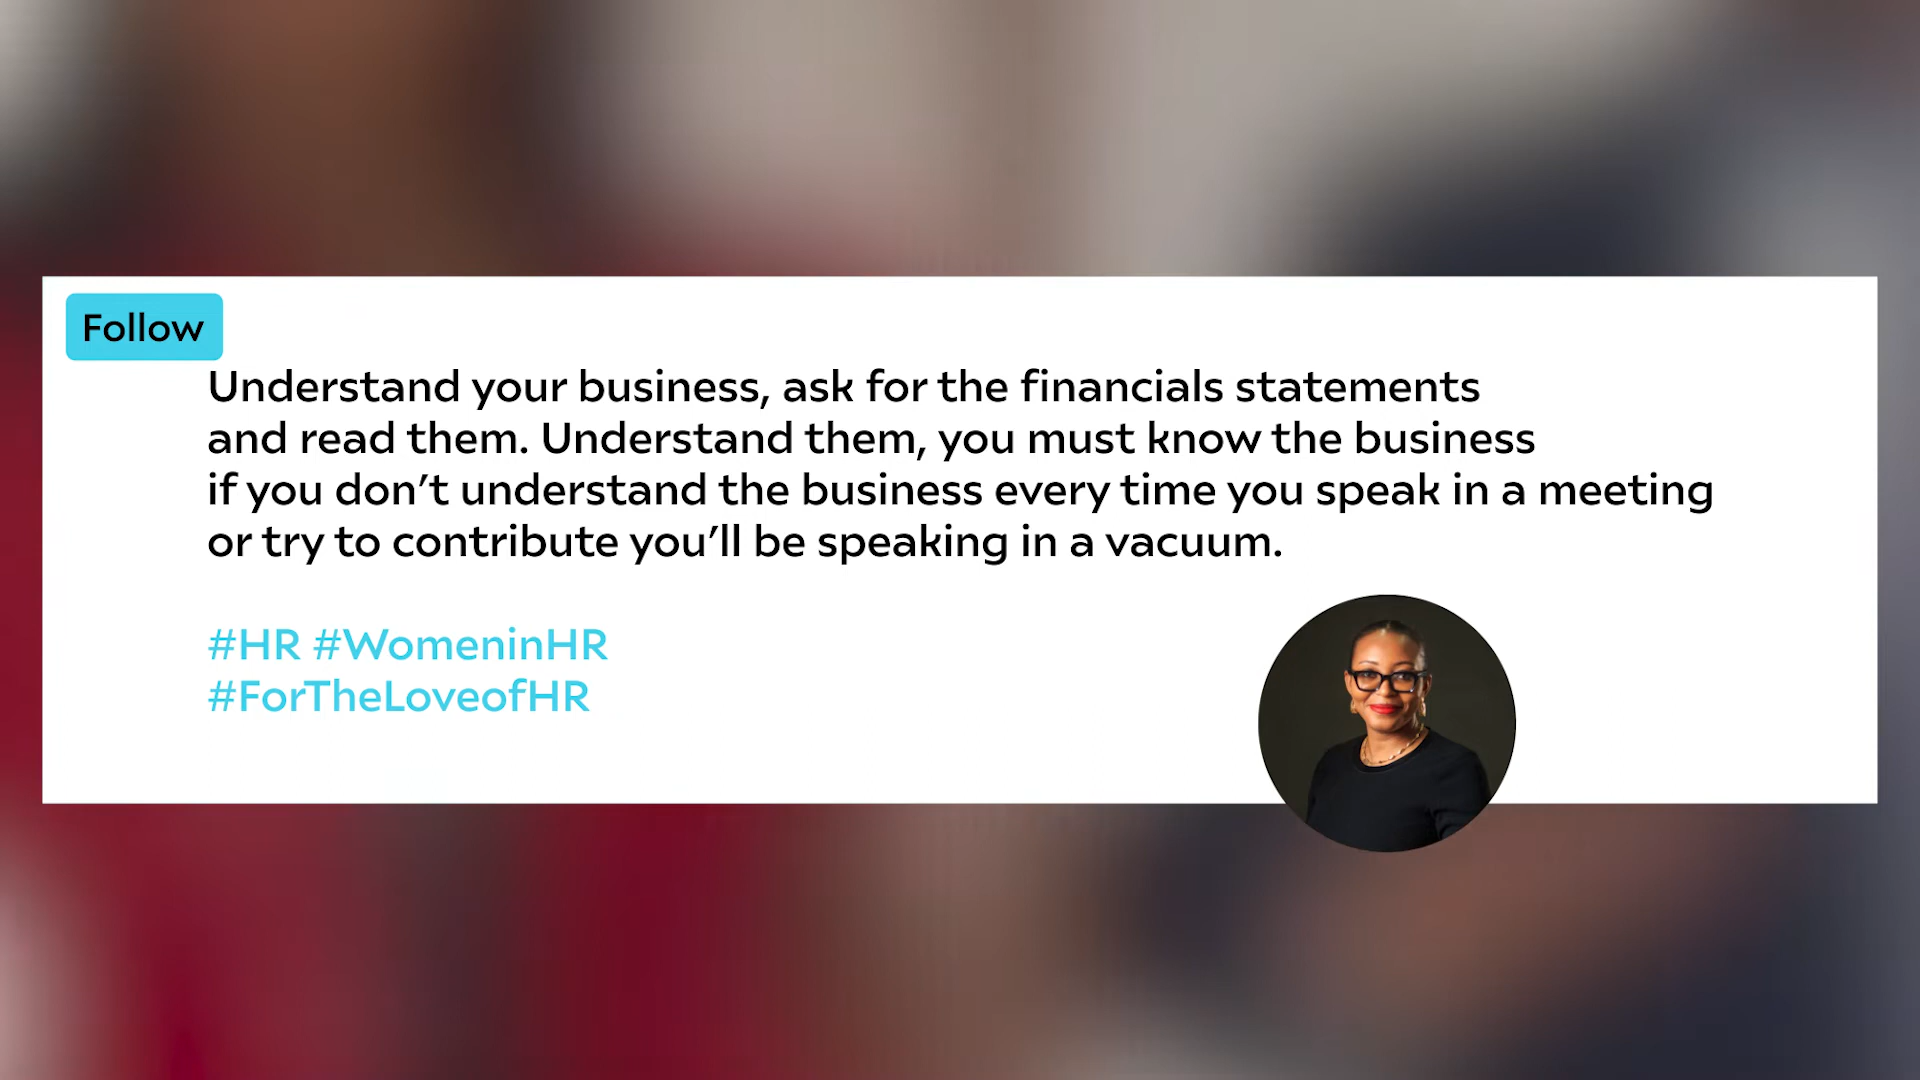 Follow
Understand your business, ask for the financials statements
and read them. Understand them, you must know the business
if you don’t understand the business every time you speak in a meeting
or try to contribute you’ll be speaking in a vacuum.
#HR #WomeninHR
#ForTheLoveofHR